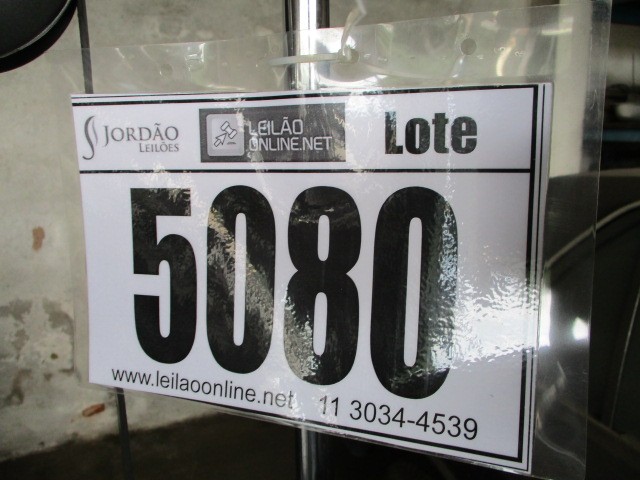 JORDÃO
LEILÕES
LEILÃO
ONLINE.NET
Lote
5080
www.leilaoonline.net 11 3034-4539